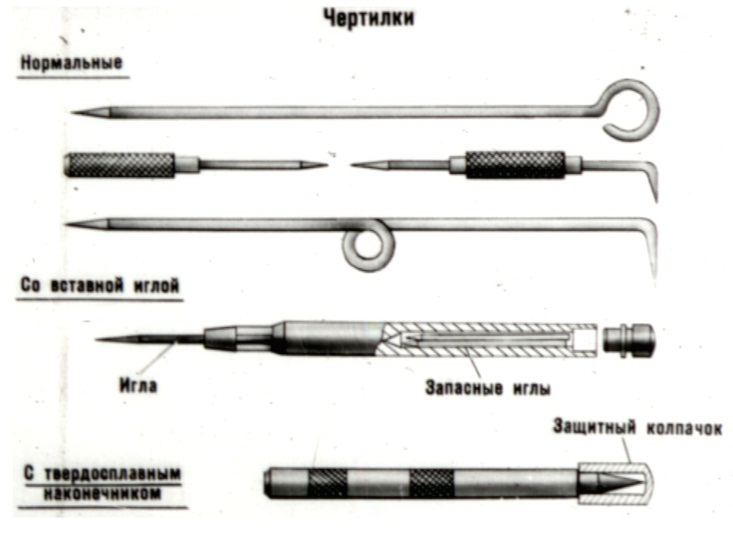 Чертилки
Нормальные
Со вставной иглой
Игла
Запасные иглы
Защитный колпачок
С твердосплавным
наконечником